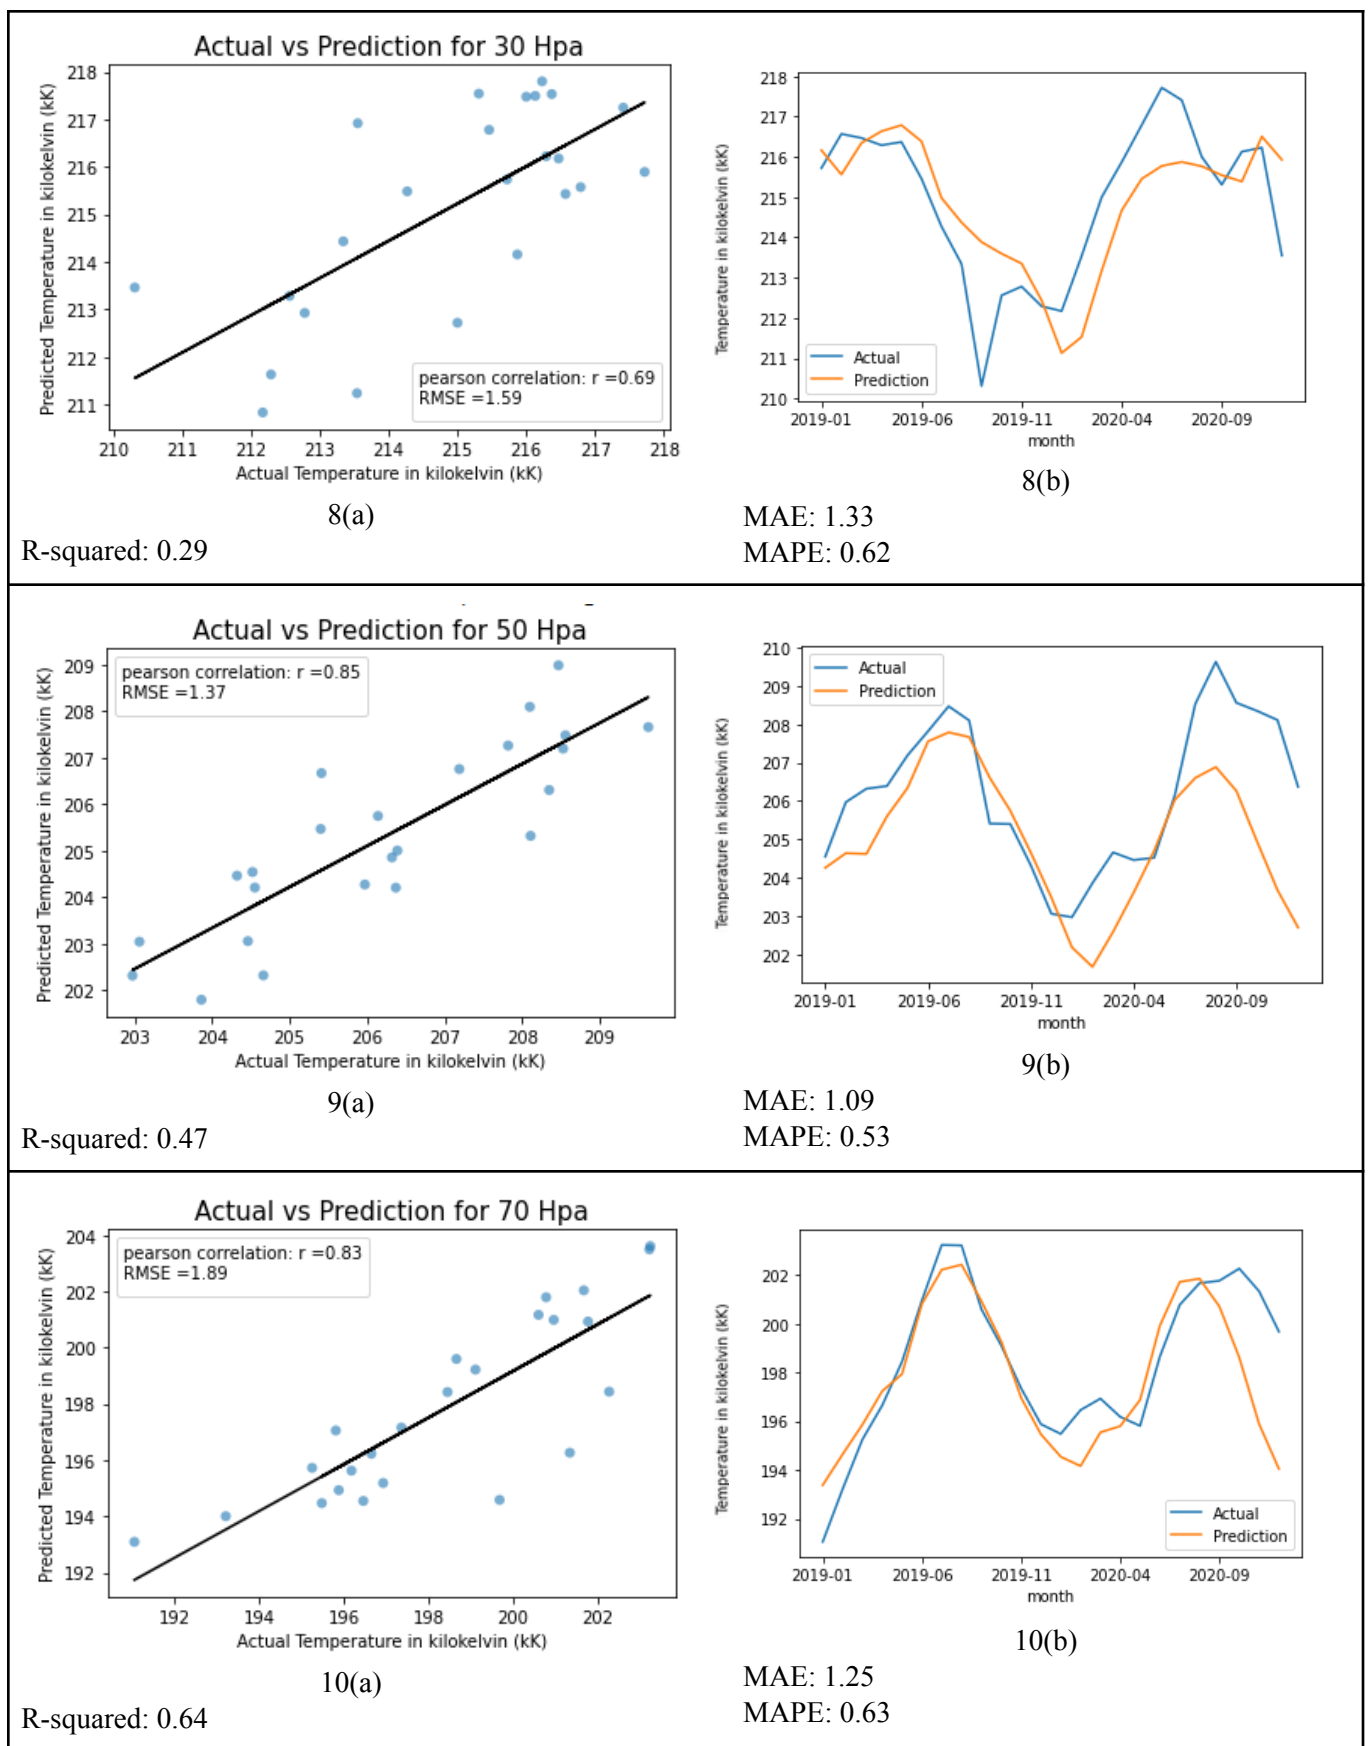 Actual vs Prediction for 30 Hpa
Predicted Temperature in kilokelvin (kK)
218
217
216
215
214
213
212
211
pearson correlation: r =0.69
RMSE =1.59
210 211 212 213 214 215 216 217 218
Actual Temperature in kilokelvin (kK)
8(a)
R-squared: 0.29
Temperature in kilokelvin (kK)
218
217
216
215
214
213
212
211
210
Actual
Prediction
2019-01 2019-06 2019-11 2020-04 2020-09
month
8(b)
MAE: 1.33
MAPE: 0.62
Actual vs Prediction for 50 Hpa
Predicted Temperature in kilokelvin (kK)
pearson correlation: r =0.85
RMSE =1.37
209
208
207
206
205
204
203
202
203 204 205 206 207 208 209
Actual Temperature in kilokelvin (kK)
9(a)
R-squared: 0.47
Temperature in kilokelvin (kK)
210
209
208
207
206
205
204
203
202
Actual
Prediction
2019-01 2019-06 2019-11 2020-04 2020-09
month
9(b)
MAE: 1.09
MAPE: 0.53
Actual vs Prediction for 70 Hpa
Predicted Temperature in kilokelvin (kK)
pearson correlation: r =0.83
RMSE =1.89
204
202
200
198
196
194
192
192 194 196 198 200 202
Actual Temperature in kilokelvin (kK)
10(a)
R-squared: 0.64
Temperature in kilokelvin (kK)
202
200
198
196
194
192
Actual
Prediction
2019-01 2019-06 2019-11 2020-04 2020-09
month
10(b)
MAE: 1.25
MAPE: 0.63